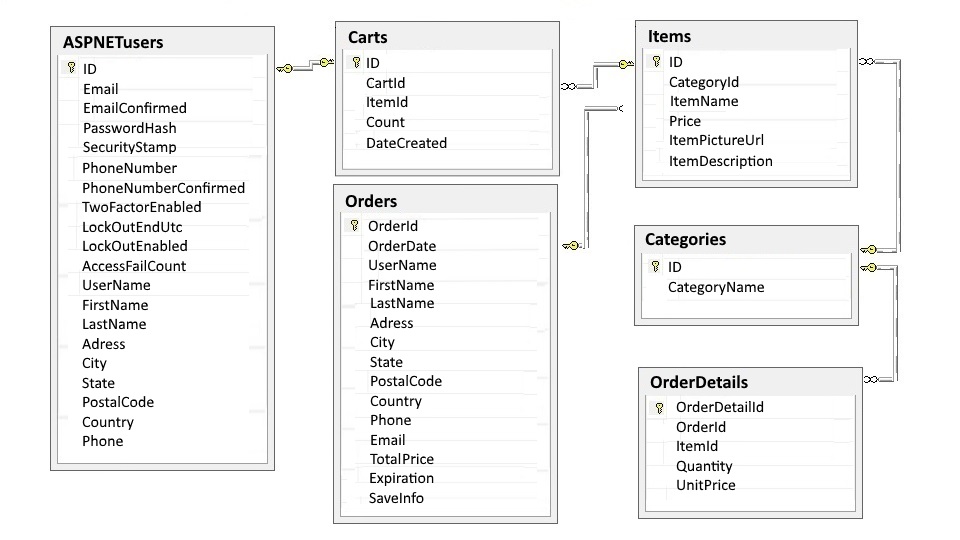 ASPNETusers
ID
Email
EmailConfirmed
PasswordHash
SecurityStamp
PhoneNumber
PhoneNumberConfirmed
TwoFactorEnabled
LockOutEndUtc
LockOutEnabled
AccessFailCount
UserName
FirstName
LastName
Adress
City
State
PostalCode
Country
Phone
Carts
ID
CartId
ItemId
Count
DateCreated
Orders
OrderId
OrderDate
UserName
FirstName
LastName
Adress
City
State
PostalCode
Country
Phone
Email
TotalPrice
Expiration
SaveInfo
Items
ID
CategoryId
ItemName
Price
ItemPictureUrl
ItemDescription
Categories
ID
CategoryName
OrderDetails
OrderDetailId
OrderId
ItemId
Quantity
UnitPrice